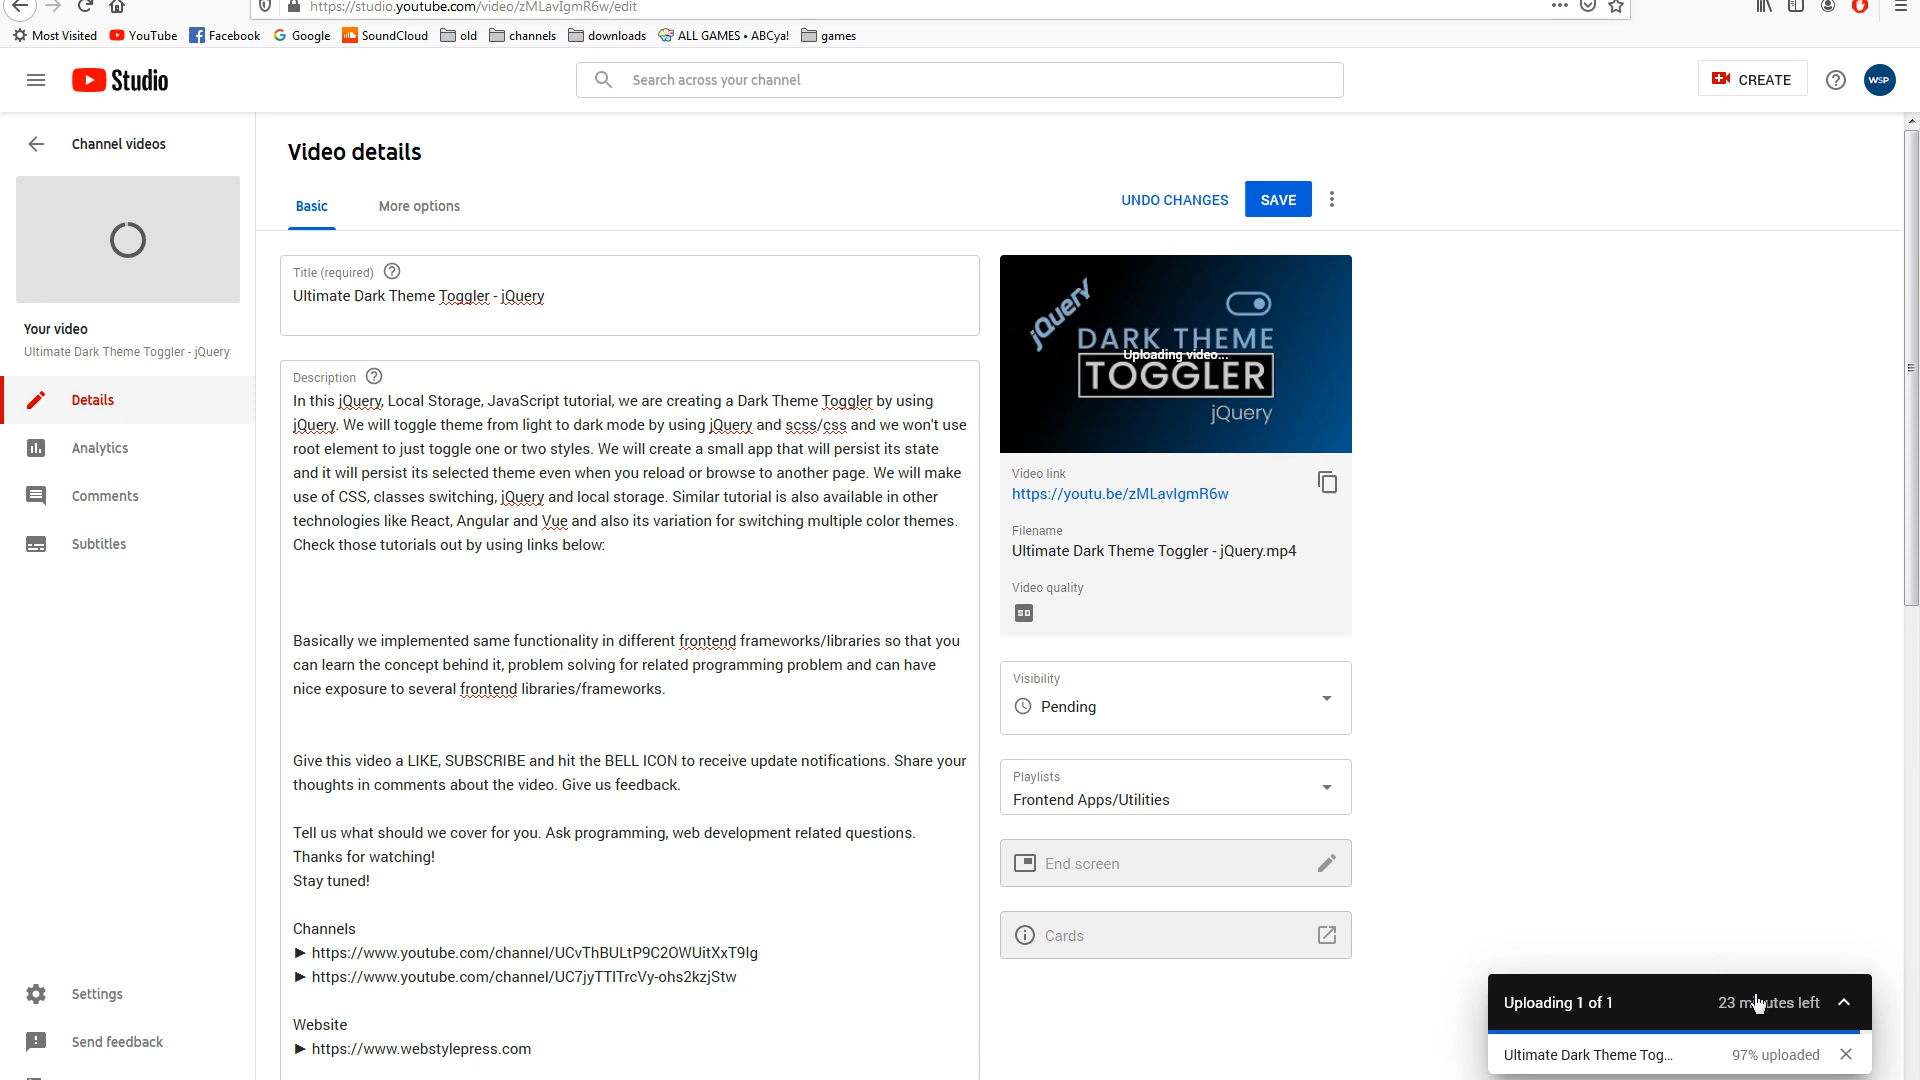 https://studio.youtube.com/video/zMLavIgmR6w/edit
Most Visited YouTube Facebook Google SoundCloud old channels downloads ALL GAMES • ABCya! games
Studio
Search across your channel
CREATE
WSP
Channel videos
Video details
Basic
More options
UNDO CHANGES
SAVE
Your video
Ultimate Dark Theme Toggler - jQuery
Details
Analytics
Comments
Subtitles
Settings
Send feedback
Title (required)
Ultimate Dark Theme Toggler - jQuery
Description
In this jQuery, Local Storage, JavaScript tutorial, we are creating a Dark Theme Toggler by using
jQuery. We will toggle theme from light to dark mode by using jQuery and scss/css and we won't use
root element to just toggle one or two styles. We will create a small app that will persist its state
and it will persist its selected theme even when you reload or browse to another page. We will make
use of CSS, classes switching, jQuery and local storage. Similar tutorial is also available in other
technologies like React, Angular and Vue and also its variation for switching multiple color themes.
Check those tutorials out by using links below:
Basically we implemented same functionality in different frontend frameworks/libraries so that you
can learn the concept behind it, problem solving for related programming problem and can have
nice exposure to several frontend libraries/frameworks.
Give this video a LIKE, SUBSCRIBE and hit the BELL ICON to receive update notifications. Share your
thoughts in comments about the video. Give us feedback.
Tell us what should we cover for you. Ask programming, web development related questions.
Thanks for watching!
Stay tuned!
Channels
► https://www.youtube.com/channel/UCvThBULtP9C2OWUitXxT9Ig
► https://www.youtube.com/channel/UC7jyTTITrcVy-ohs2kzjStw
Website
► https://www.webstylepress.com
jQuery
DARK THEME
Uploading video...
TOGGLER
jQuery
Video link
https://youtu.be/zMLavIgmR6w
Filename
Ultimate Dark Theme Toggler - jQuery.mp4
Video quality
SD
Visibility
Pending
Playlists
Frontend Apps/Utilities
End screen
Cards
Uploading 1 of 1
23 minutes left
Ultimate Dark Theme Tog...
97% uploaded